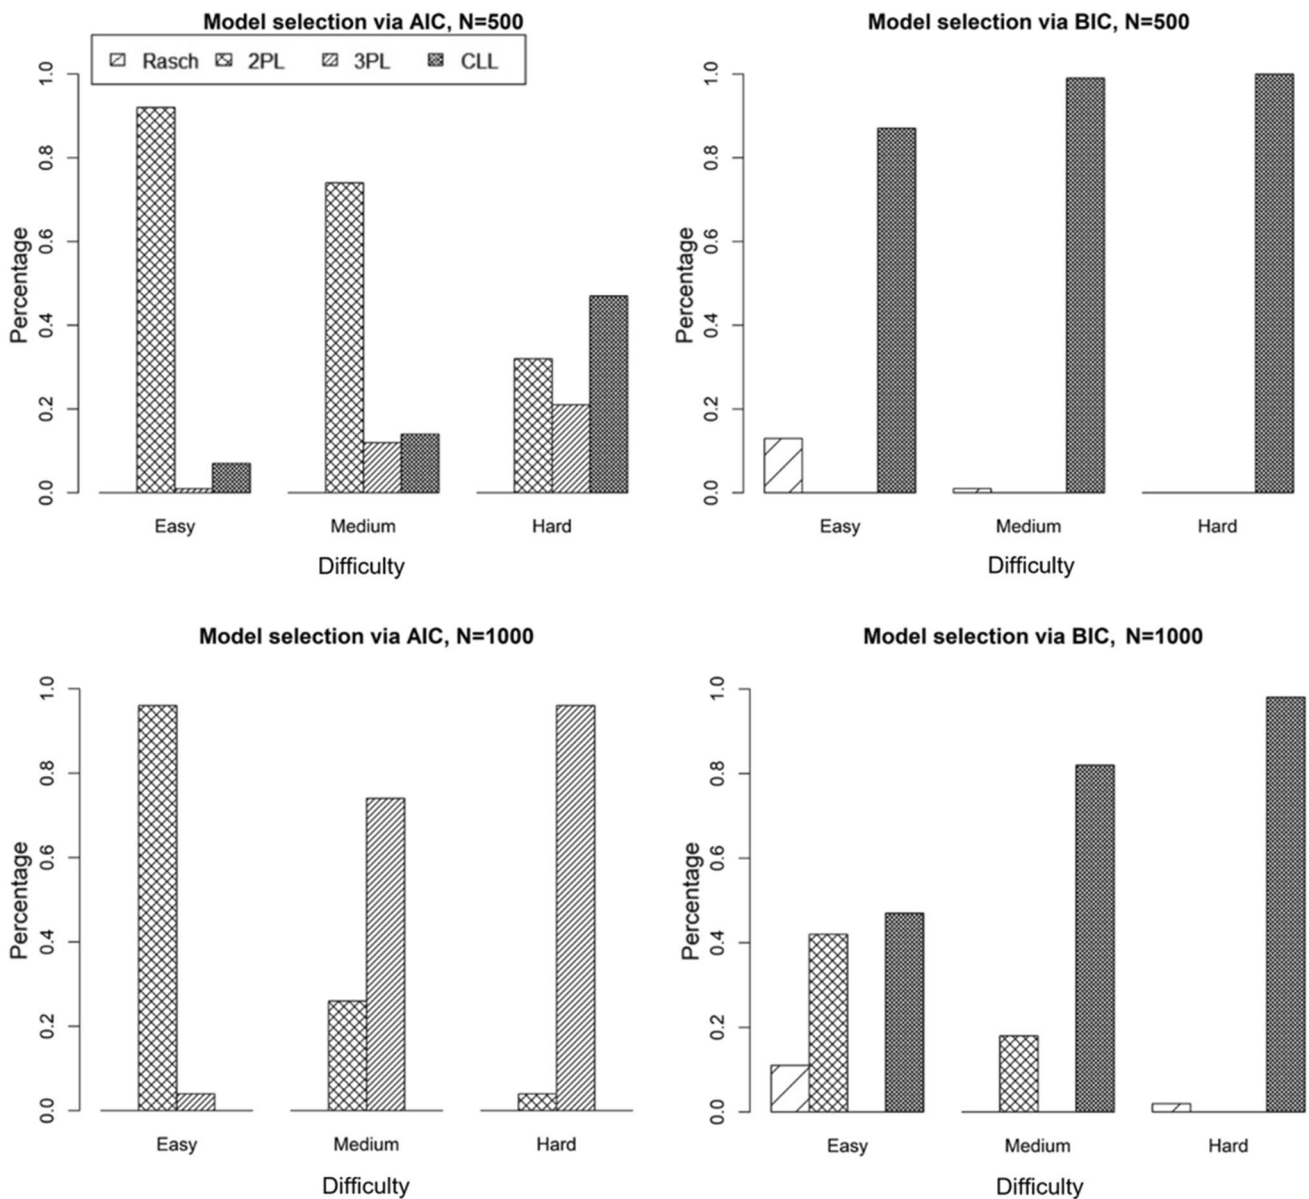 Model selection via AIC, N=500
Rasch 2PL 3PL CLL
Percentage
1.0
0.8
0.6
0.4
0.2
0.0
Easy Medium Hard
Difficulty
Model selection via BIC, N=500
Percentage
1.0
0.8
0.6
0.4
0.2
0.0
Easy Medium Hard
Difficulty
Model selection via AIC, N=1000
Percentage
1.0
0.8
0.6
0.4
0.2
0.0
Easy Medium Hard
Difficulty
Model selection via BIC, N=1000
Percentage
1.0
0.8
0.6
0.4
0.2
0.0
Easy Medium Hard
Difficulty